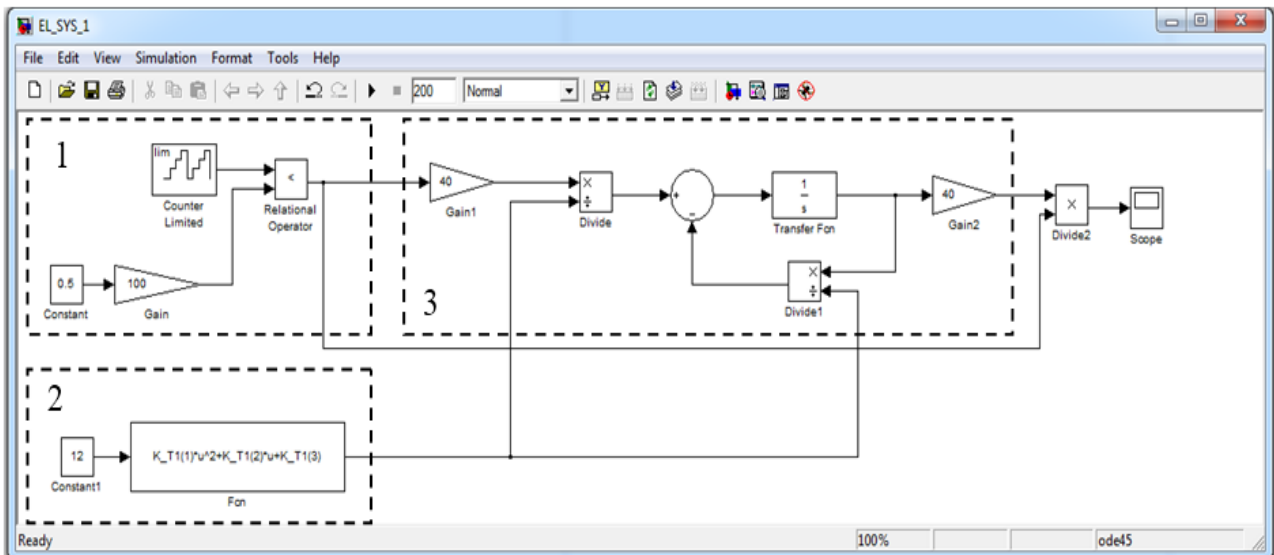 EL_SYS_1
File Edit View Simulation Format Tools Help
200 Normal
1
lim
Counter
Limited
<
Relational
Operator
0.5
Constant
100
Gain
2
12
Constant1
K_T1(1)*u^2+K_T1(2)*u+K_T1(3)
Fcn
3
40
Gain1
×
÷
Divide
+
−
1
s
Transfer Fcn
40
Gain2
×
÷
Divide1
×
Divide2
Scope
Ready 100% ode45